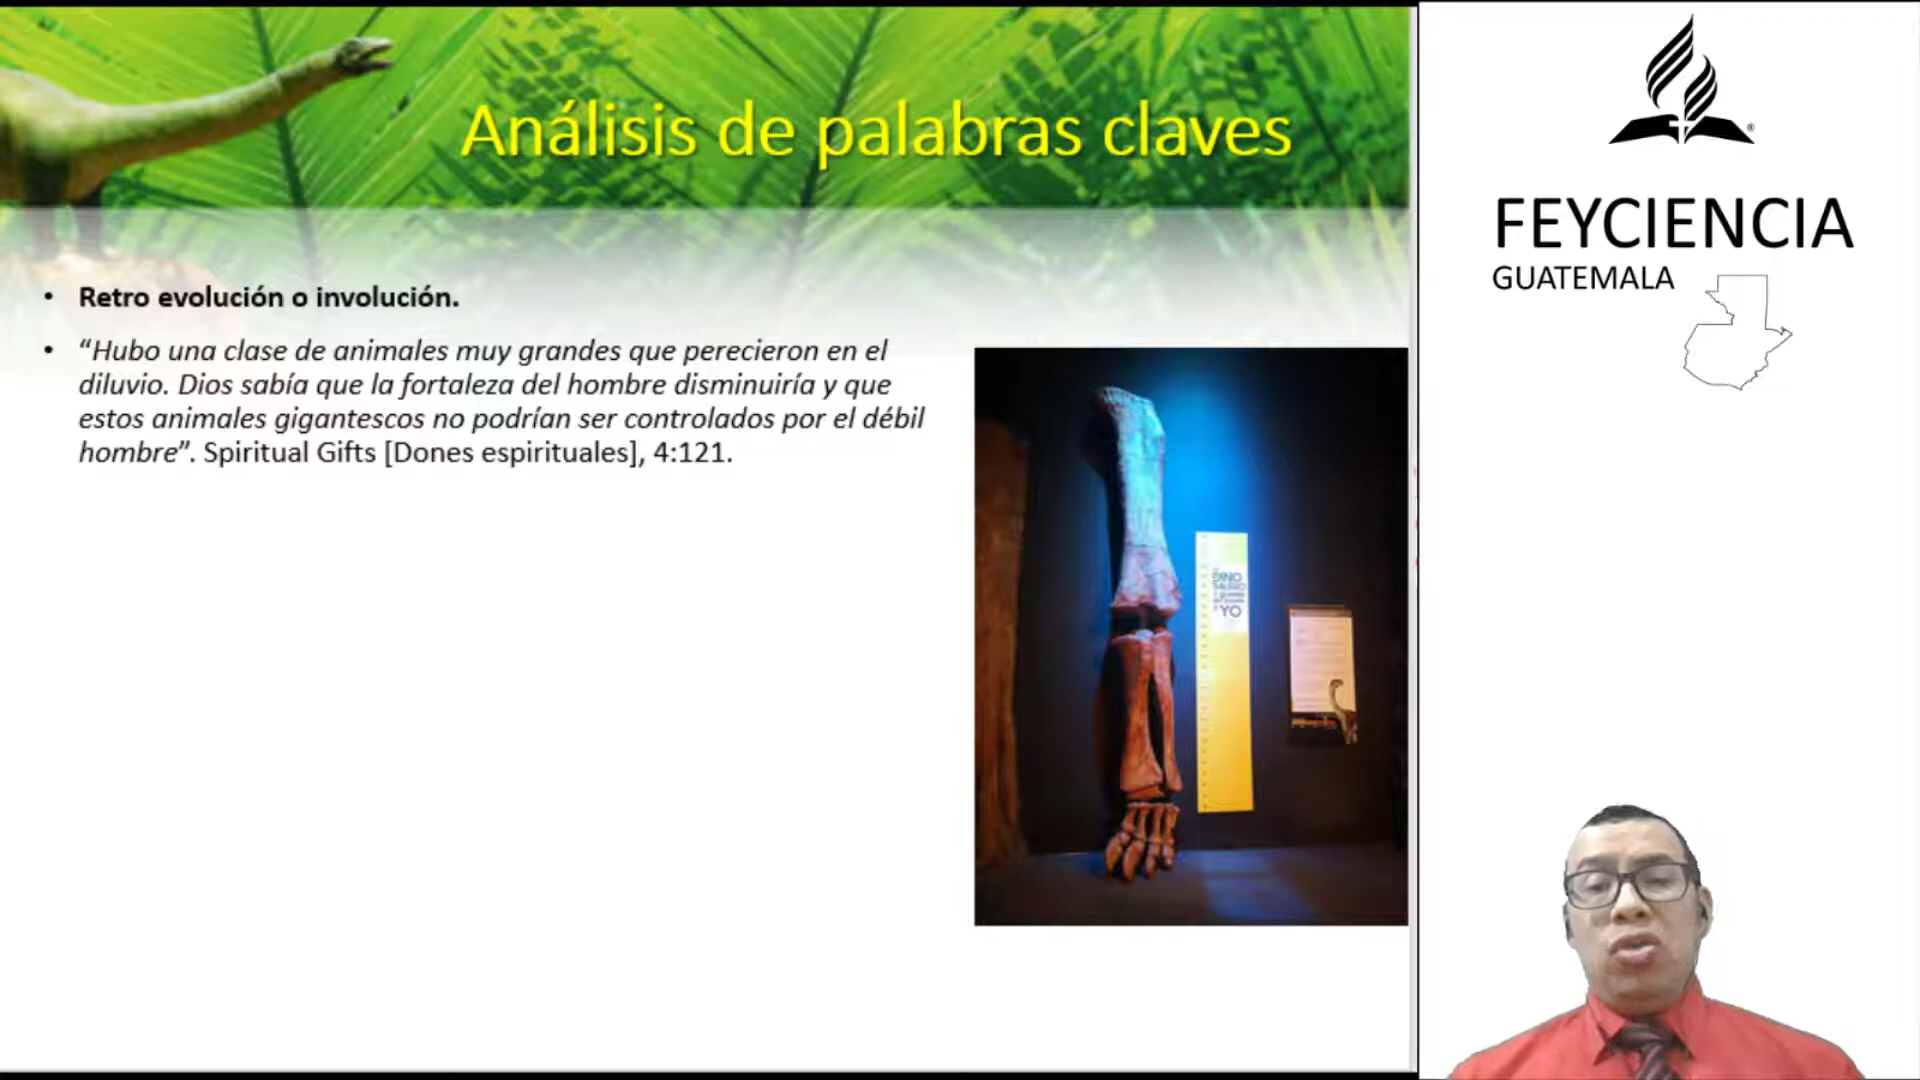 Análisis de palabras claves
• Retro evolución o involución.
• “Hubo una clase de animales muy grandes que perecieron en el
diluvio. Dios sabía que la fortaleza del hombre disminuiría y que
estos animales gigantescos no podrían ser controlados por el débil
hombre”. Spiritual Gifts [Dones espirituales], 4:121.
DINO
YO
®
FEYCIENCIA
GUATEMALA